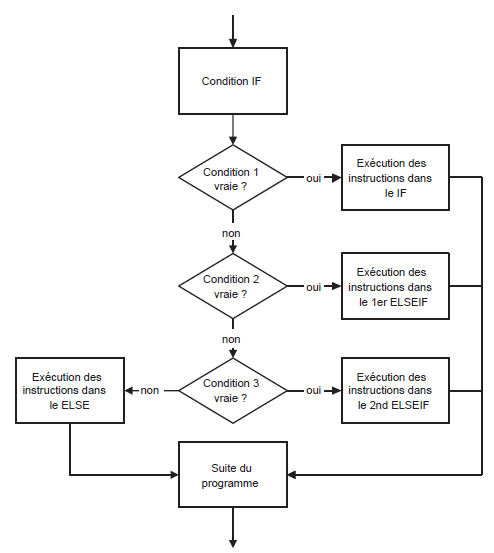 Condition IF
Condition 1
vraie ?
oui
Exécution des
instructions dans
le IF
non
Condition 2
vraie ?
oui
Exécution des
instructions dans
le 1er ELSEIF
non
Condition 3
vraie ?
oui
Exécution des
instructions dans
le 2nd ELSEIF
non
Exécution des
instructions dans
le ELSE
Suite du
programme